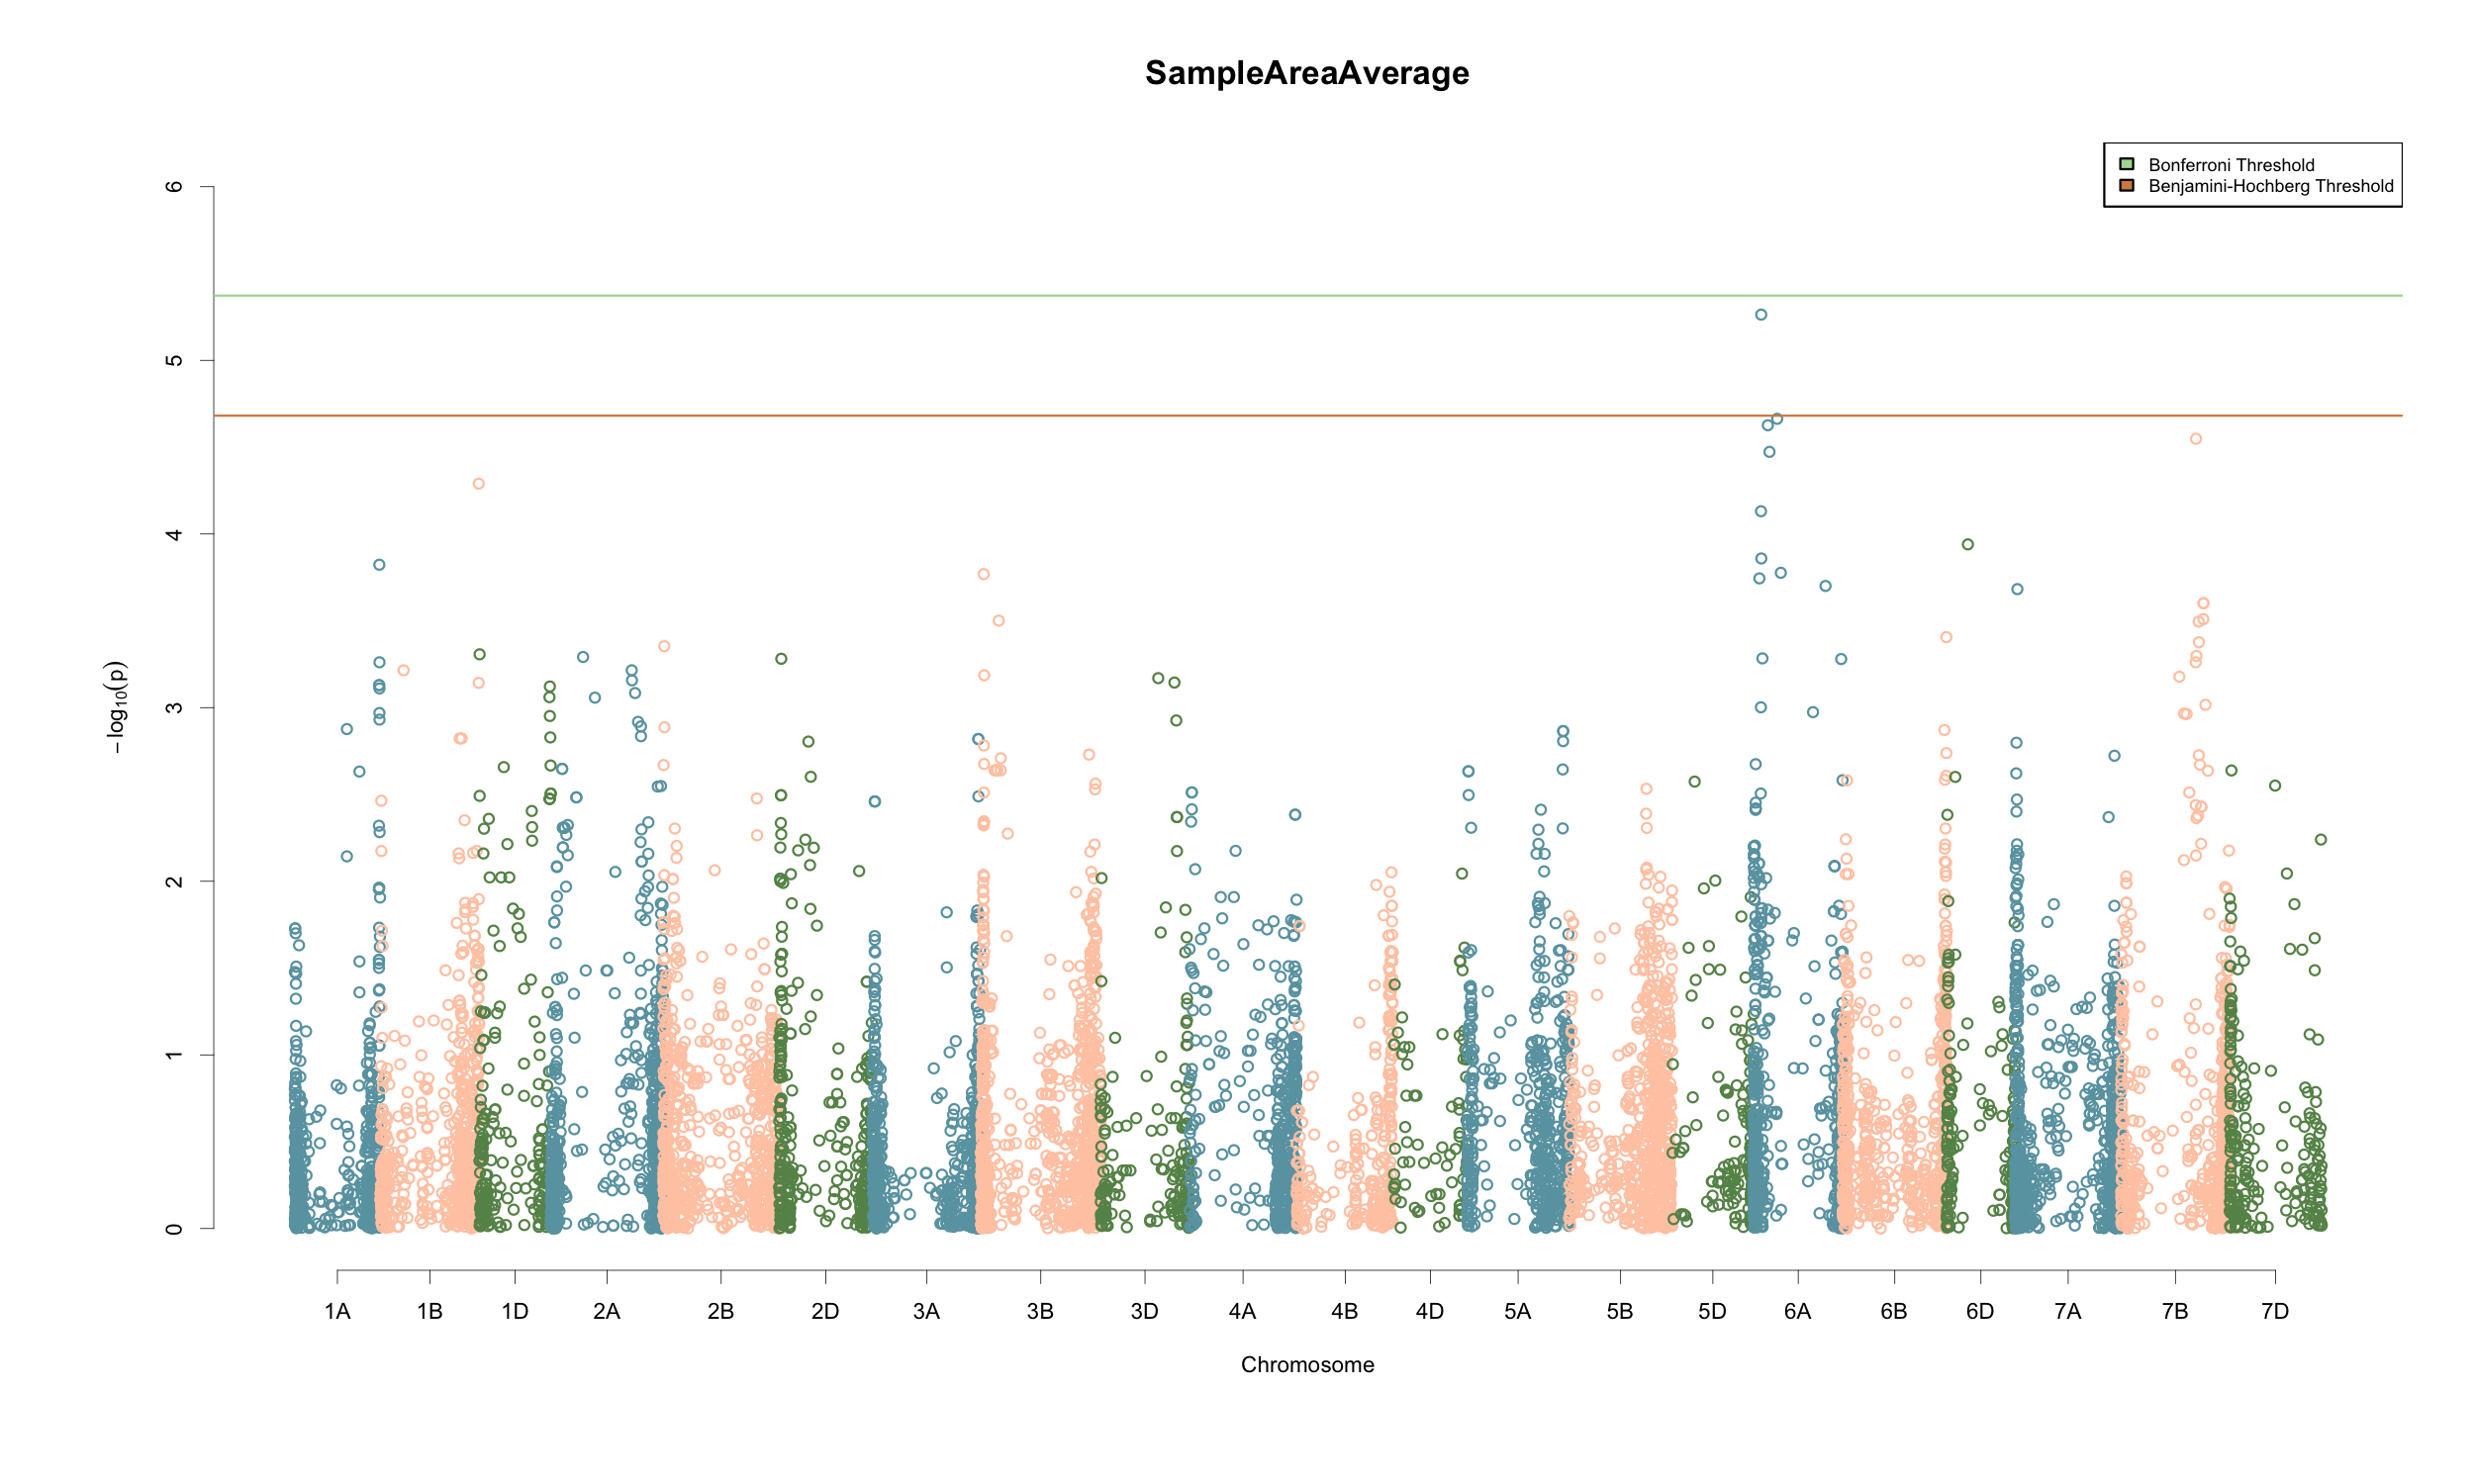 SampleAreaAverage
Bonferroni Threshold
Benjamini-Hochberg Threshold
6
5
4
3
2
1
0
−log10(p)
1A 1B 1D 2A 2B 2D 3A 3B 3D 4A 4B 4D 5A 5B 5D 6A 6B 6D 7A 7B 7D
Chromosome